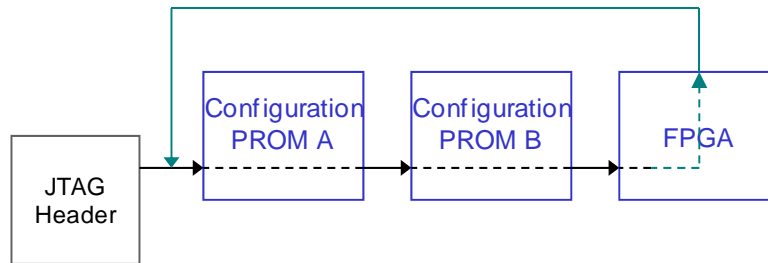 Configuration
PROM A
Configuration
PROM B
FPGA
JTAG
Header